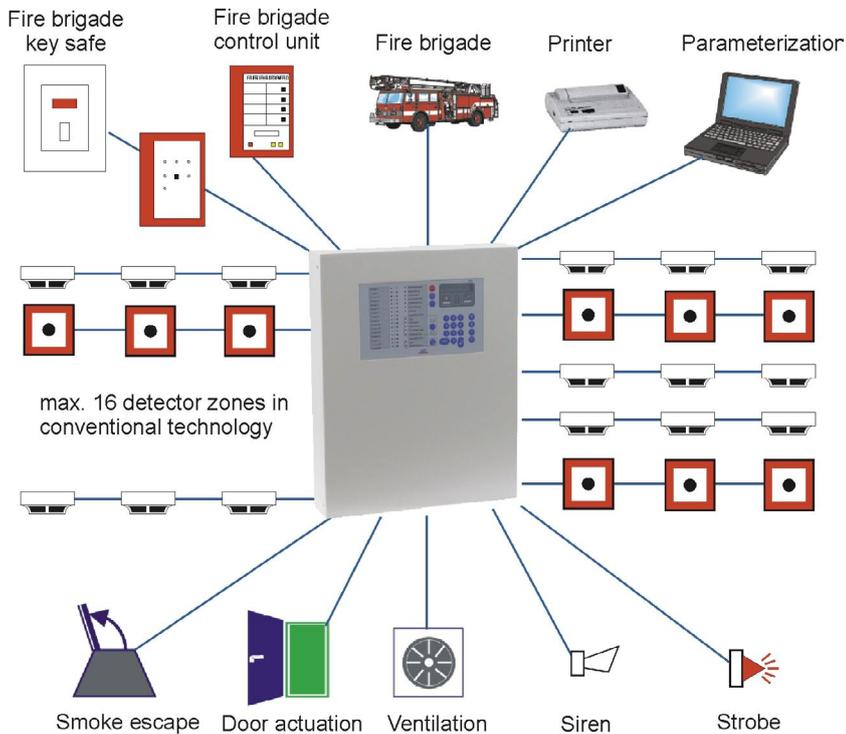 Fire brigade
key safe
Fire brigade
control unit
Fire brigade
Printer
Parameterization
max. 16 detector zones in
conventional technology
Smoke escape
Door actuation
Ventilation
Siren
Strobe